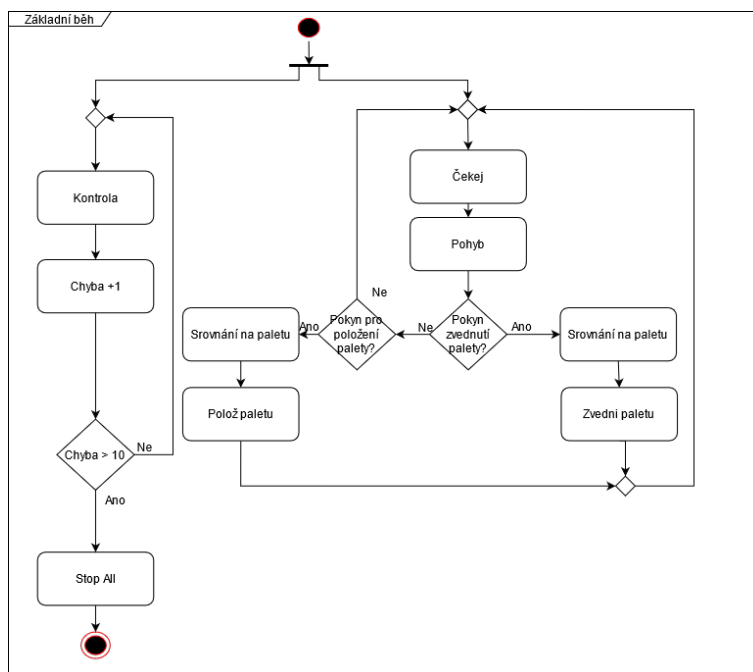 Základní běh
Kontrola
Chyba +1
Chyba > 10
Ne
Ano
Stop All
Čekej
Pohyb
Pokyn
zvednutí
palety?
Ne
Ano
Pokyn pro
položení
palety?
Ne
Ano
Srovnání na paletu
Polož paletu
Srovnání na paletu
Zvedni paletu